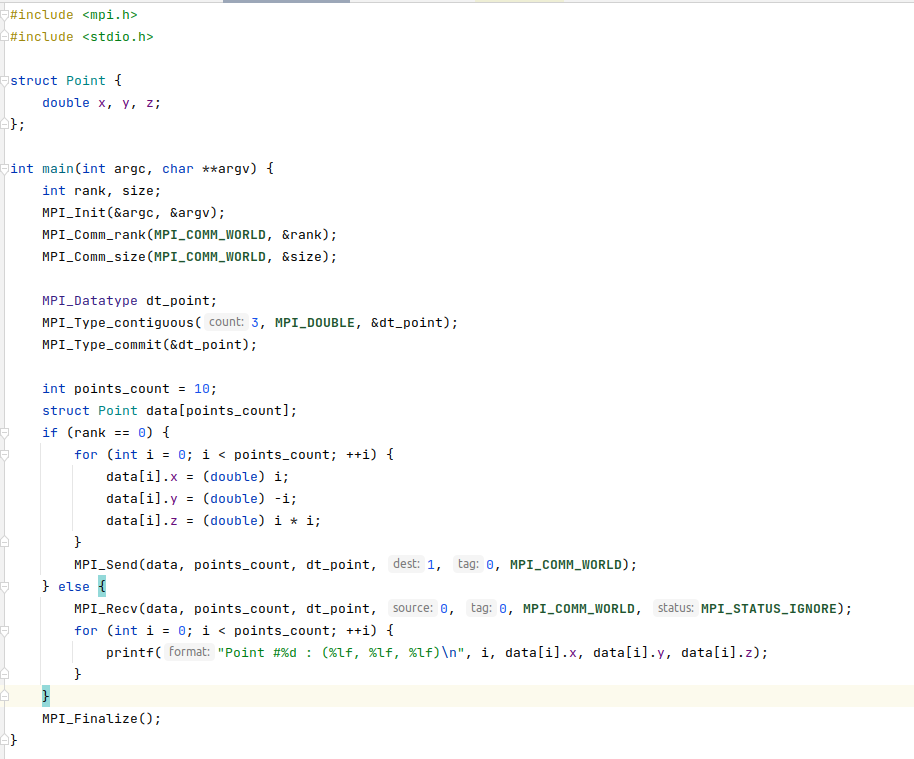 #include <mpi.h>
#include <stdio.h>
struct Point {
    double x, y, z;
};
int main(int argc, char **argv) {
    int rank, size;
    MPI_Init(&argc, &argv);
    MPI_Comm_rank(MPI_COMM_WORLD, &rank);
    MPI_Comm_size(MPI_COMM_WORLD, &size);
    MPI_Datatype dt_point;
    MPI_Type_contiguous( count: 3, MPI_DOUBLE, &dt_point);
    MPI_Type_commit(&dt_point);
    int points_count = 10;
    struct Point data[points_count];
    if (rank == 0) {
        for (int i = 0; i < points_count; ++i) {
            data[i].x = (double) i;
            data[i].y = (double) -i;
            data[i].z = (double) i * i;
        }
        MPI_Send(data, points_count, dt_point, dest: 1, tag: 0, MPI_COMM_WORLD);
    } else {
        MPI_Recv(data, points_count, dt_point, source: 0, tag: 0, MPI_COMM_WORLD, status: MPI_STATUS_IGNORE);
        for (int i = 0; i < points_count; ++i) {
            printf( format: "Point #%d : (%lf, %lf, %lf)\n", i, data[i].x, data[i].y, data[i].z);
        }
    }
    MPI_Finalize();
}